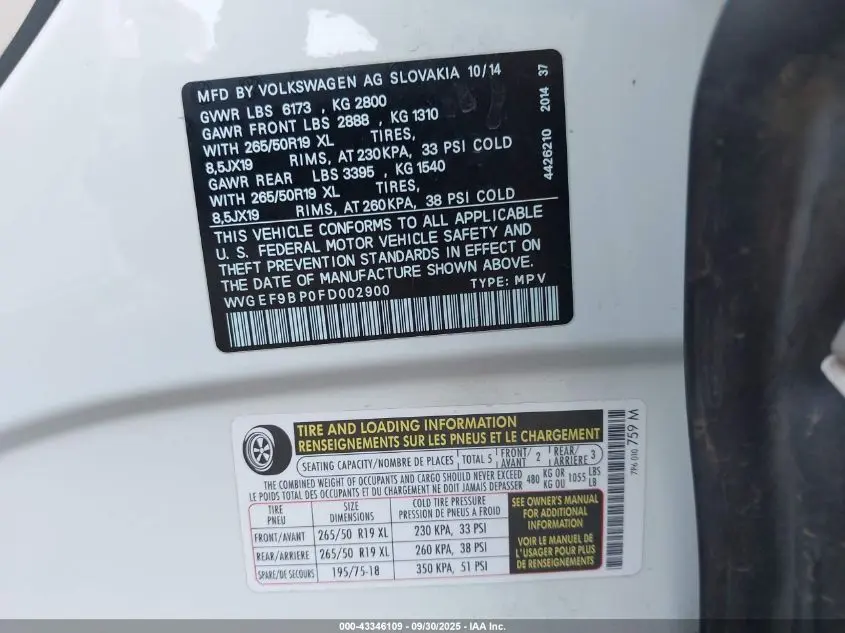 MFD BY VOLKSWAGEN AG SLOVAKIA 10/14
GVWR LBS 6173 , KG 2800
GAWR FRONT LBS 2888 , KG 1310
WITH 265/50R19 XL TIRES,
8,5JX19 RIMS, AT 230 KPA, 33 PSI COLD
GAWR REAR LBS 3395 , KG 1540
WITH 265/50R19 XL TIRES,
8,5JX19 RIMS, AT 260 KPA, 38 PSI COLD
THIS VEHICLE CONFORMS TO ALL APPLICABLE
U. S. FEDERAL MOTOR VEHICLE SAFETY AND
THEFT PREVENTION STANDARDS IN EFFECT ON
THE DATE OF MANUFACTURE SHOWN ABOVE.
WVGEF9BP0FD002900 TYPE: MPV
4426210 2014 37
TIRE AND LOADING INFORMATION
RENSEIGNEMENTS SUR LES PNEUS ET LE CHARGEMENT
SEATING CAPACITY/NOMBRE DE PLACES TOTAL 5 FRONT/AVANT 2 REAR/ARRIERE 3
THE COMBINED WEIGHT OF OCCUPANTS AND CARGO SHOULD NEVER EXCEED 480 KG OR 1055 LBS
LE POIDS TOTAL DES OCCUPANTS ET DU CHARGEMENT NE DOIT JAMAIS DEPASSER KG OU LB
TIRE PNEU SIZE DIMENSIONS COLD TIRE PRESSURE PRESSION DE PNEUS A FROID
FRONT/AVANT 265/50 R19 XL 230 KPA, 33 PSI
REAR/ARRIERE 265/50 R19 XL 260 KPA, 38 PSI
SPARE/DE SECOURS 195/75-18 350 KPA, 51 PSI
SEE OWNER'S MANUAL
FOR ADDITIONAL
INFORMATION
VOIR LE MANUEL DE
L'USAGER POUR PLUS
DE RENSEIGNEMENTS
7P6 010 759 M
000-43346109 - 09/30/2025 - IAA Inc.